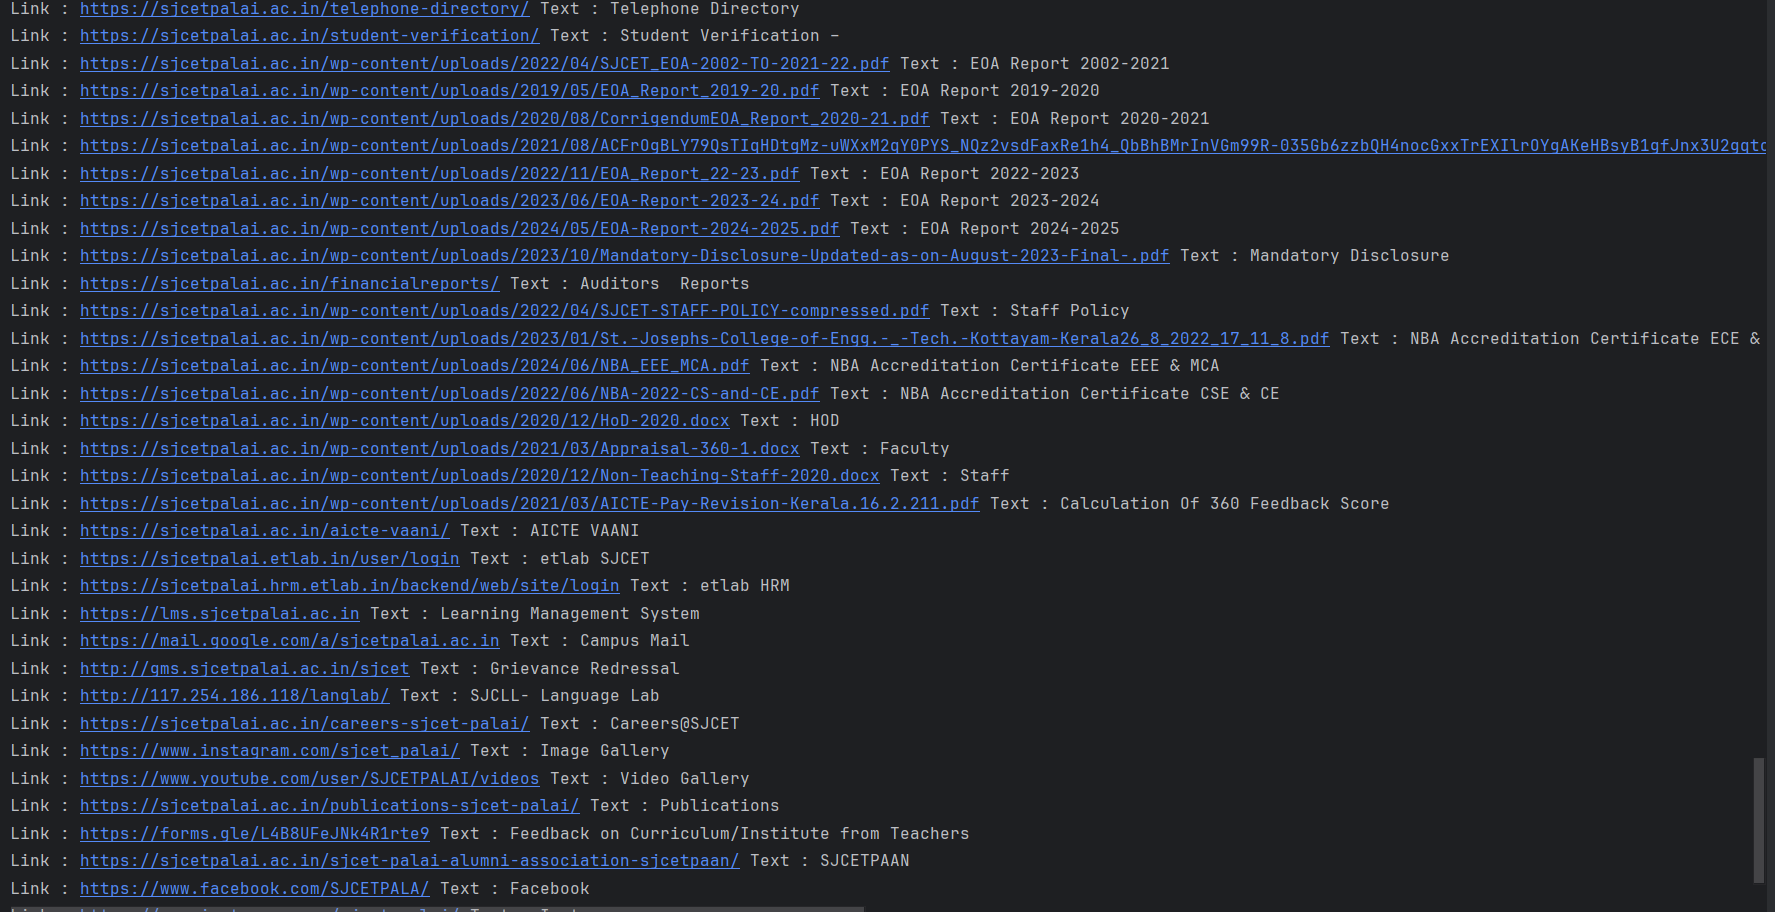 Link : https://sjcetpalai.ac.in/telephone-directory/ Text : Telephone Directory
Link : https://sjcetpalai.ac.in/student-verification/ Text : Student Verification –
Link : https://sjcetpalai.ac.in/wp-content/uploads/2022/04/SJCET_EOA-2002-TO-2021-22.pdf Text : EOA Report 2002-2021
Link : https://sjcetpalai.ac.in/wp-content/uploads/2019/05/EOA_Report_2019-20.pdf Text : EOA Report 2019-2020
Link : https://sjcetpalai.ac.in/wp-content/uploads/2020/08/CorrigendumEOA_Report_2020-21.pdf Text : EOA Report 2020-2021
Link : https://sjcetpalai.ac.in/wp-content/uploads/2021/08/ACFrOgBLY79QsTIqHDtgMz-uWXxM2qY0PYS_NQz2vsdFaxRe1h4_QbBhBMrInVGm99R-035Gb6zzbQH4nocGxxTrEXIlrOYgAKeHBsyB1gfJnx3U2gqtc
Link : https://sjcetpalai.ac.in/wp-content/uploads/2022/11/EOA_Report_22-23.pdf Text : EOA Report 2022-2023
Link : https://sjcetpalai.ac.in/wp-content/uploads/2023/06/EOA-Report-2023-24.pdf Text : EOA Report 2023-2024
Link : https://sjcetpalai.ac.in/wp-content/uploads/2024/05/EOA-Report-2024-2025.pdf Text : EOA Report 2024-2025
Link : https://sjcetpalai.ac.in/wp-content/uploads/2023/10/Mandatory-Disclosure-Updated-as-on-August-2023-Final-.pdf Text : Mandatory Disclosure
Link : https://sjcetpalai.ac.in/financialreports/ Text : Auditors  Reports
Link : https://sjcetpalai.ac.in/wp-content/uploads/2022/04/SJCET-STAFF-POLICY-compressed.pdf Text : Staff Policy
Link : https://sjcetpalai.ac.in/wp-content/uploads/2023/01/St.-Josephs-College-of-Engg.-_-Tech.-Kottayam-Kerala26_8_2022_17_11_8.pdf Text : NBA Accreditation Certificate ECE &
Link : https://sjcetpalai.ac.in/wp-content/uploads/2024/06/NBA_EEE_MCA.pdf Text : NBA Accreditation Certificate EEE & MCA
Link : https://sjcetpalai.ac.in/wp-content/uploads/2022/06/NBA-2022-CS-and-CE.pdf Text : NBA Accreditation Certificate CSE & CE
Link : https://sjcetpalai.ac.in/wp-content/uploads/2020/12/HoD-2020.docx Text : HOD
Link : https://sjcetpalai.ac.in/wp-content/uploads/2021/03/Appraisal-360-1.docx Text : Faculty
Link : https://sjcetpalai.ac.in/wp-content/uploads/2020/12/Non-Teaching-Staff-2020.docx Text : Staff
Link : https://sjcetpalai.ac.in/wp-content/uploads/2021/03/AICTE-Pay-Revision-Kerala.16.2.211.pdf Text : Calculation Of 360 Feedback Score
Link : https://sjcetpalai.ac.in/aicte-vaani/ Text : AICTE VAANI
Link : https://sjcetpalai.etlab.in/user/login Text : etlab SJCET
Link : https://sjcetpalai.hrm.etlab.in/backend/web/site/login Text : etlab HRM
Link : https://lms.sjcetpalai.ac.in Text : Learning Management System
Link : https://mail.google.com/a/sjcetpalai.ac.in Text : Campus Mail
Link : http://gms.sjcetpalai.ac.in/sjcet Text : Grievance Redressal
Link : http://117.254.186.118/langlab/ Text : SJCLL- Language Lab
Link : https://sjcetpalai.ac.in/careers-sjcet-palai/ Text : Careers@SJCET
Link : https://www.instagram.com/sjcet_palai/ Text : Image Gallery
Link : https://www.youtube.com/user/SJCETPALAI/videos Text : Video Gallery
Link : https://sjcetpalai.ac.in/publications-sjcet-palai/ Text : Publications
Link : https://forms.gle/L4B8UFeJNk4R1rte9 Text : Feedback on Curriculum/Institute from Teachers
Link : https://sjcetpalai.ac.in/sjcet-palai-alumni-association-sjcetpaan/ Text : SJCETPAAN
Link : https://www.facebook.com/SJCETPALA/ Text : Facebook